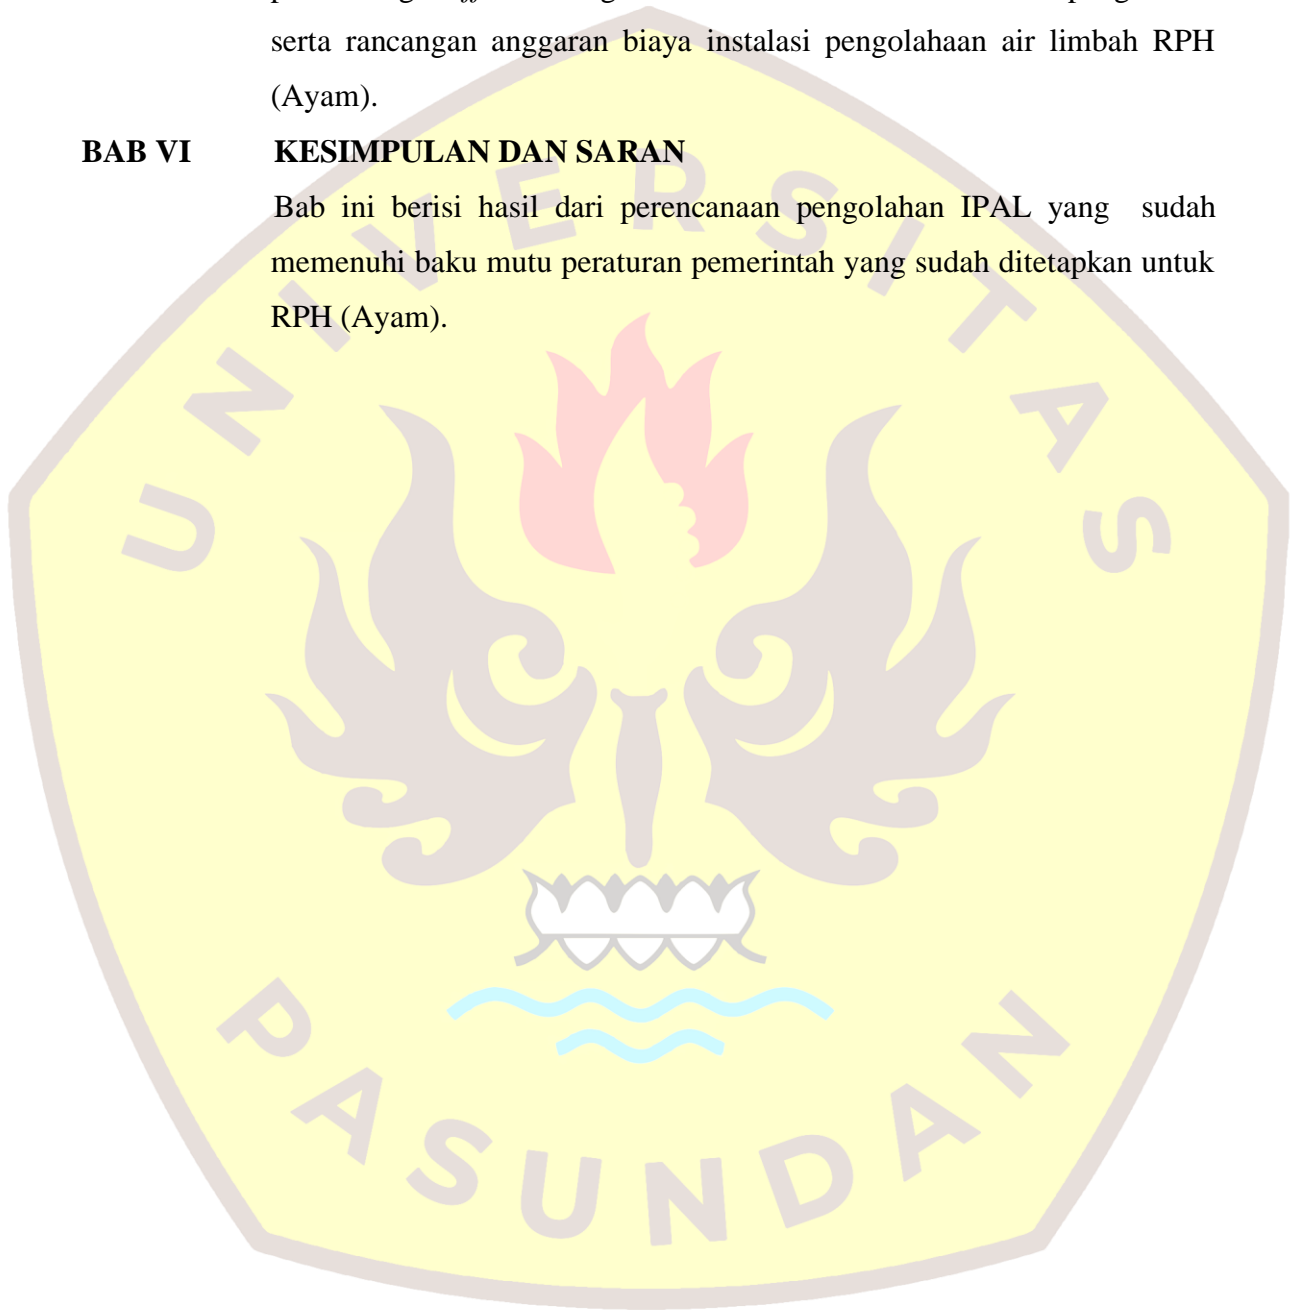 serta rancangan anggaran biaya instalasi pengolahaan air limbah RPH
(Ayam).
BAB VI KESIMPULAN DAN SARAN
Bab ini berisi hasil dari perencanaan pengolahan IPAL yang sudah
memenuhi baku mutu peraturan pemerintah yang sudah ditetapkan untuk
RPH (Ayam).
UNIVERSITAS
PASUNDAN